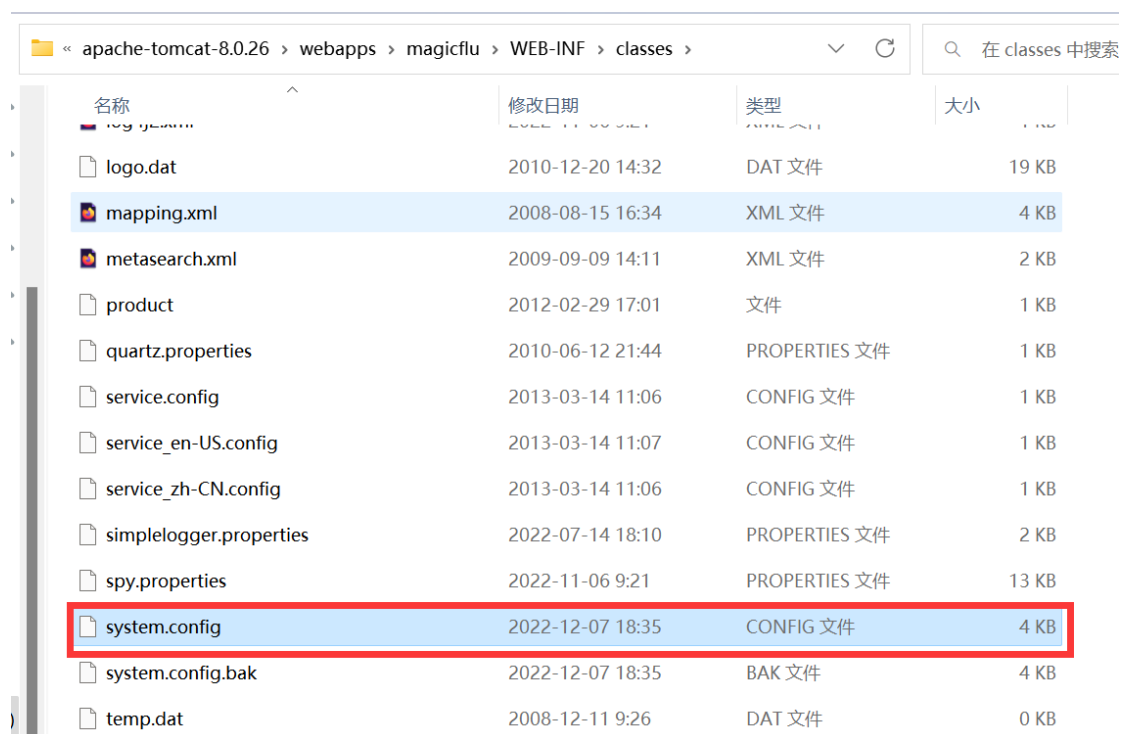 « apache-tomcat-8.0.26 › webapps › magicflu › WEB-INF › classes › 在 classes 中搜索
名称 修改日期 类型 大小
logo.dat 2010-12-20 14:32 DAT 文件 19 KB
mapping.xml 2008-08-15 16:34 XML 文件 4 KB
metasearch.xml 2009-09-09 14:11 XML 文件 2 KB
product 2012-02-29 17:01 文件 1 KB
quartz.properties 2010-06-12 21:44 PROPERTIES 文件 1 KB
service.config 2013-03-14 11:06 CONFIG 文件 1 KB
service_en-US.config 2013-03-14 11:07 CONFIG 文件 1 KB
service_zh-CN.config 2013-03-14 11:06 CONFIG 文件 1 KB
simplelogger.properties 2022-07-14 18:10 PROPERTIES 文件 2 KB
spy.properties 2022-11-06 9:21 PROPERTIES 文件 13 KB
system.config 2022-12-07 18:35 CONFIG 文件 4 KB
system.config.bak 2022-12-07 18:35 BAK 文件 4 KB
temp.dat 2008-12-11 9:26 DAT 文件 0 KB